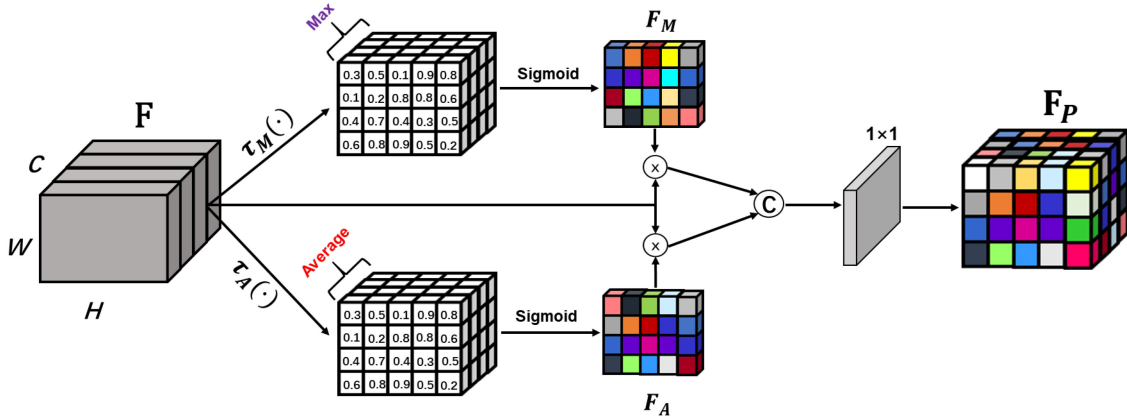 Max
F_M
0.3 0.5 0.1 0.9 0.8
0.1 0.2 0.8 0.8 0.6
0.4 0.7 0.4 0.3 0.5
0.6 0.8 0.9 0.5 0.2
Sigmoid
F
C
W
H
τ_M(·)
τ_A(·)
×
×
C
1×1
F_P
Average
0.3 0.5 0.1 0.9 0.8
0.1 0.2 0.8 0.8 0.6
0.4 0.7 0.4 0.3 0.5
0.6 0.8 0.9 0.5 0.2
Sigmoid
F_A